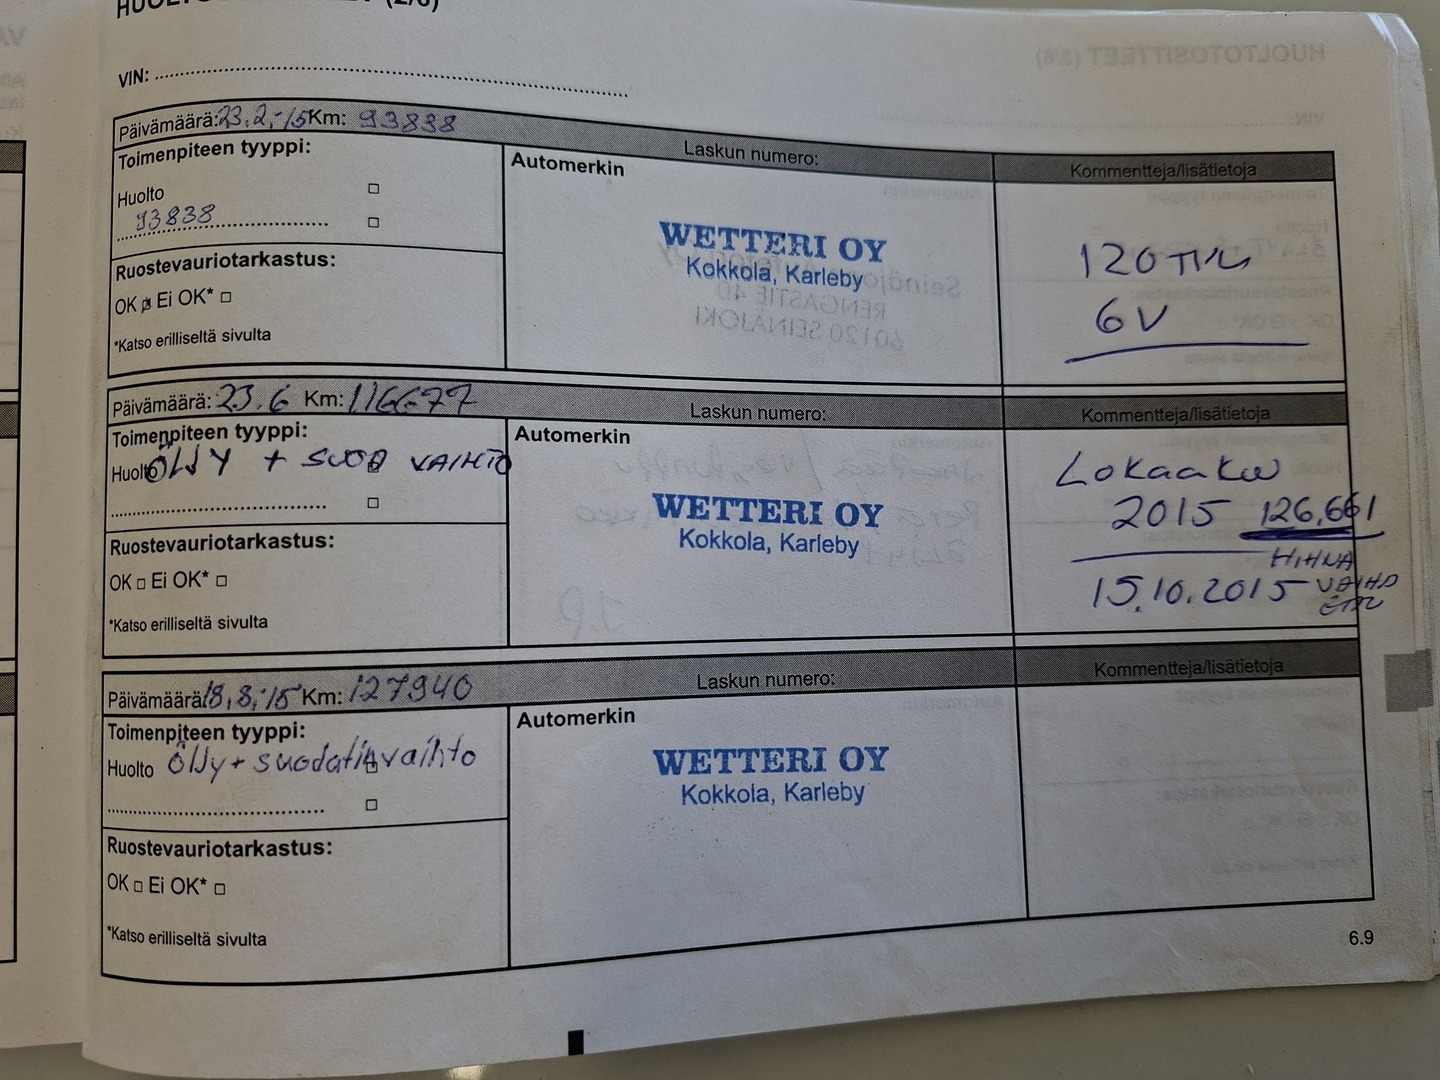 VIN:
Päivämäärä: 23.2.-15 Km: 93838
Laskun numero:
Kommentteja/lisätietoja
Toimenpiteen tyyppi:
Huolto
93838
Ruostevauriotarkastus:
OK Ei OK*
*Katso erilliseltä sivulta
Automerkin
WETTERI OY
Kokkola, Karleby
120
6V
Päivämäärä: 23.6 Km: 116677
Laskun numero:
Kommentteja/lisätietoja
Toimenpiteen tyyppi:
Huolto ÖLJY + SUOD VAIHTO
Ruostevauriotarkastus:
OK Ei OK*
*Katso erilliseltä sivulta
Automerkin
WETTERI OY
Kokkola, Karleby
Lokaakuu
2015 126,661
HIHNA
15.10.2015
Päivämäärä: 18,8,-15 Km: 127940
Laskun numero:
Kommentteja/lisätietoja
Toimenpiteen tyyppi:
Huolto Öljy + suodatin vaihto
Ruostevauriotarkastus:
OK Ei OK*
*Katso erilliseltä sivulta
Automerkin
WETTERI OY
Kokkola, Karleby
6.9